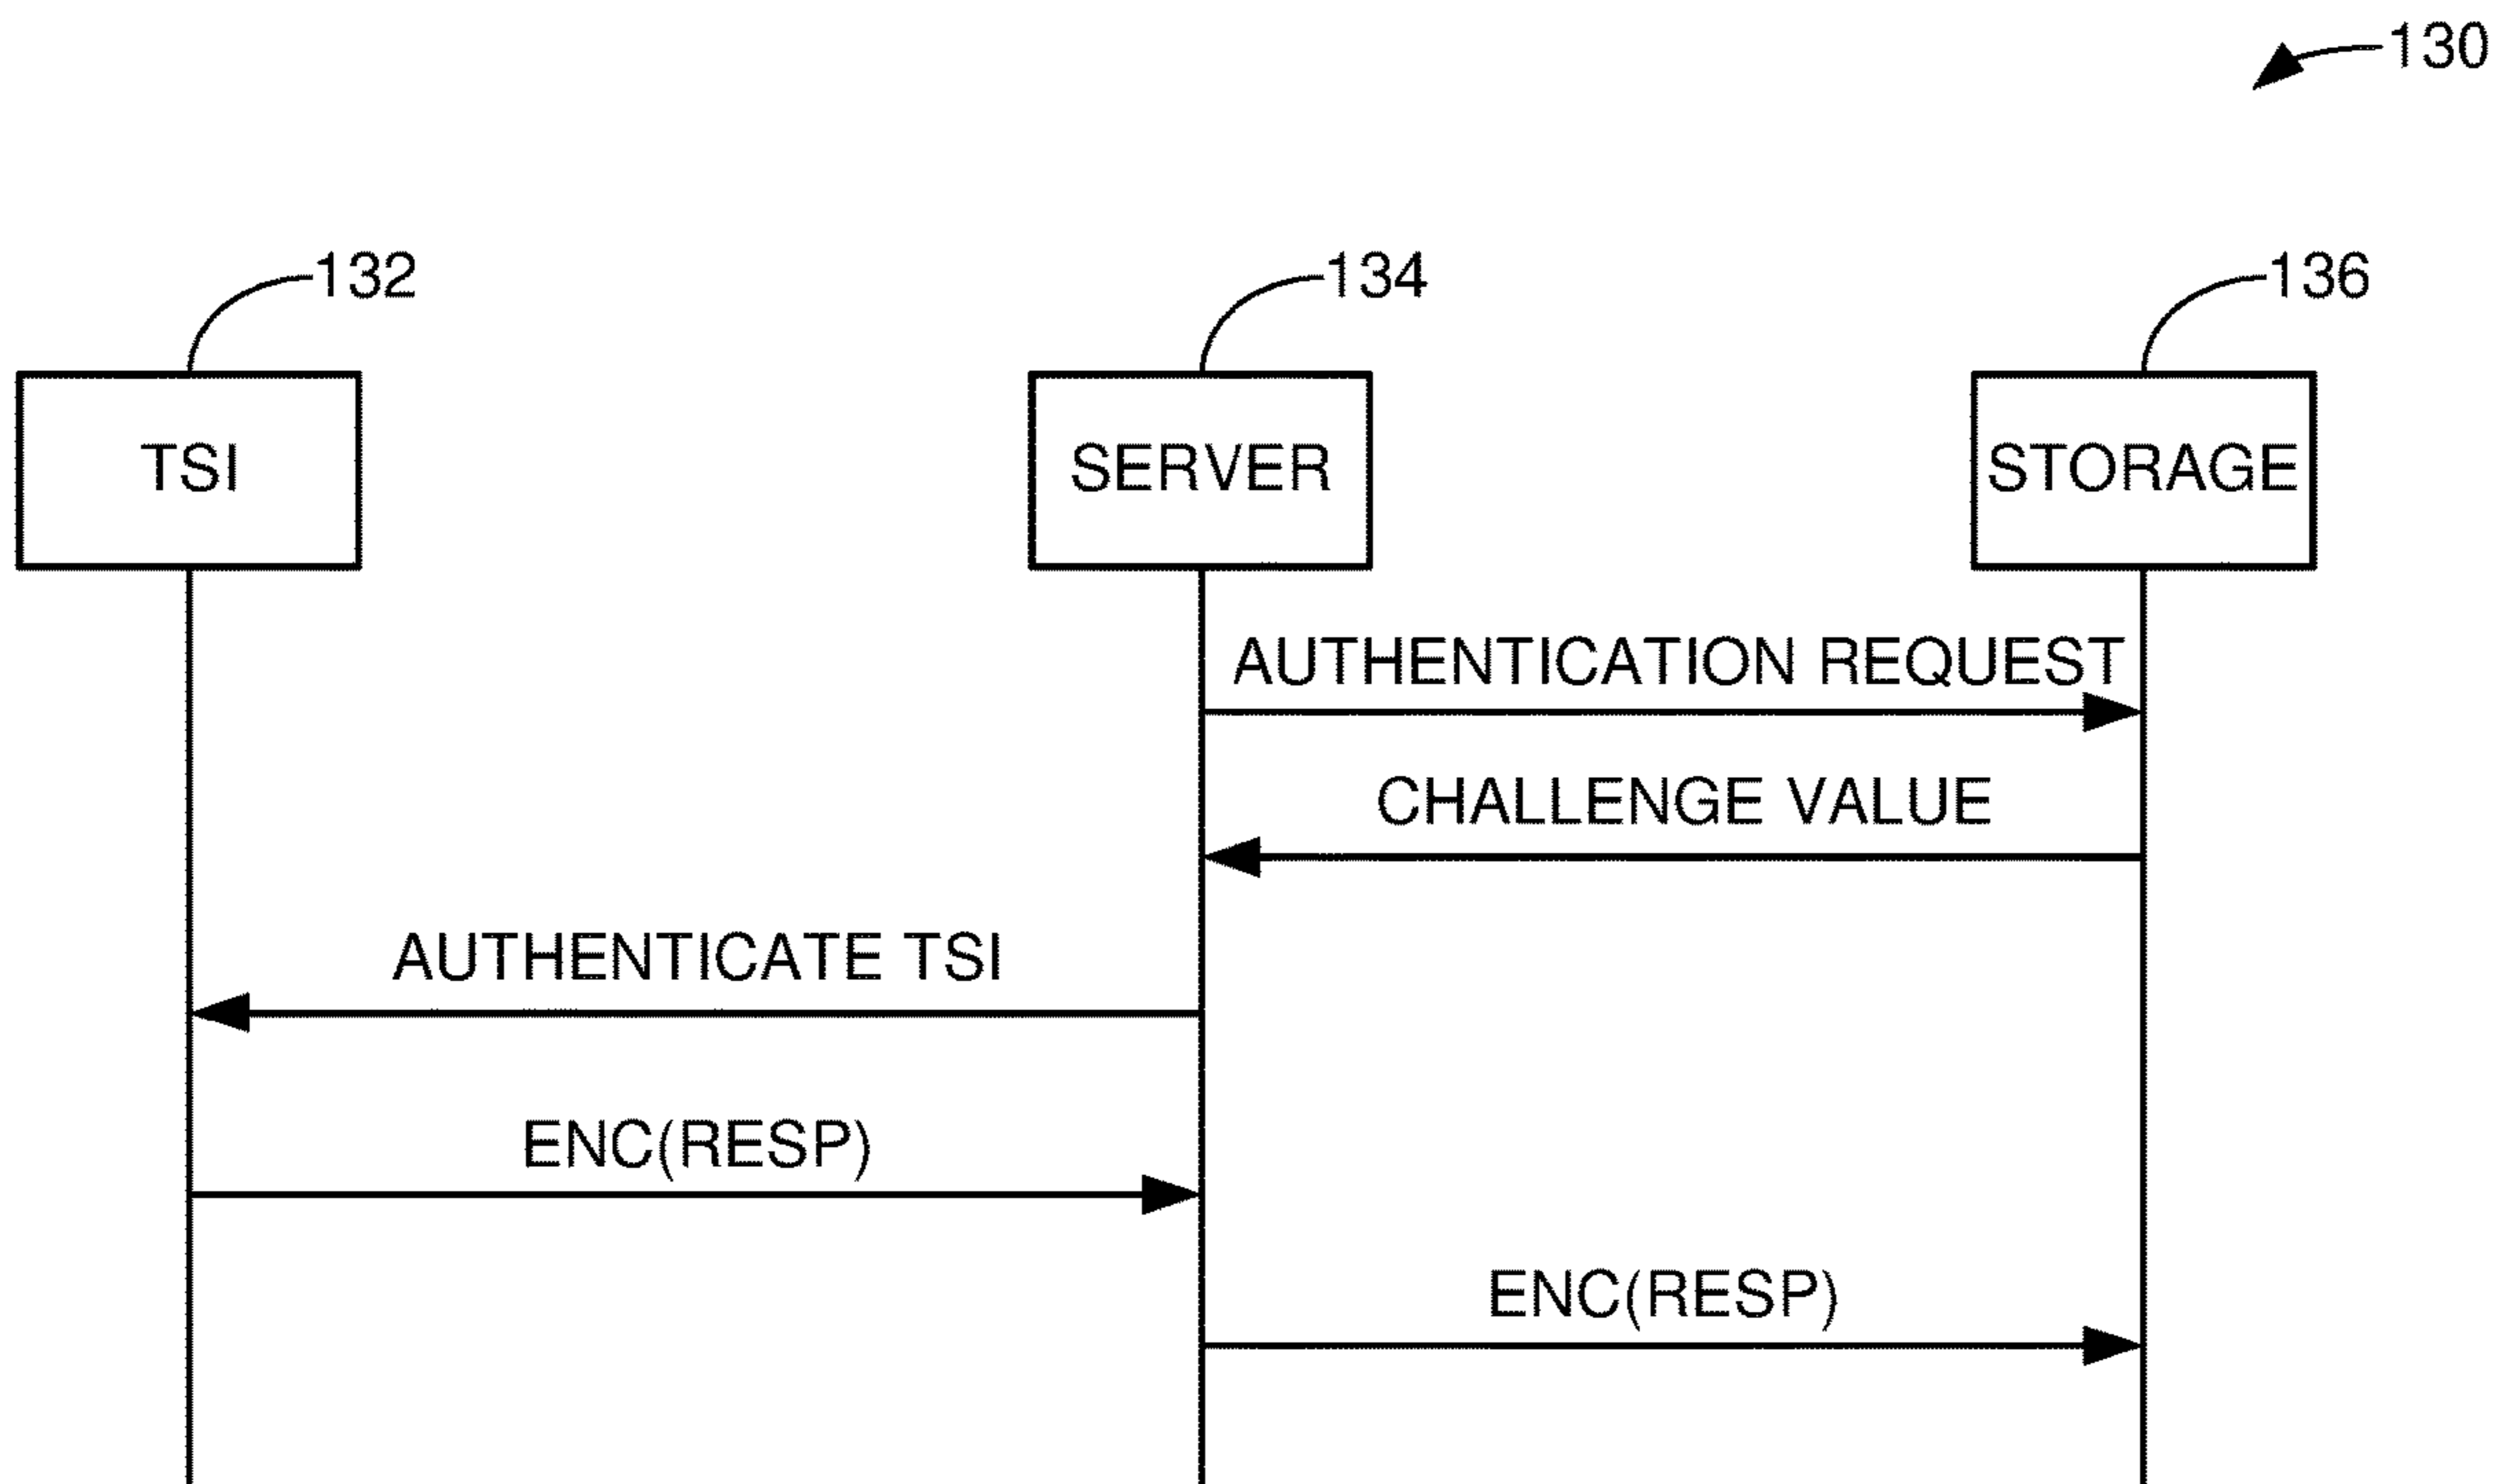 130
132
134
136
TSI
SERVER
STORAGE
AUTHENTICATION REQUEST
CHALLENGE VALUE
AUTHENTICATE TSI
ENC(RESP)
ENC(RESP)